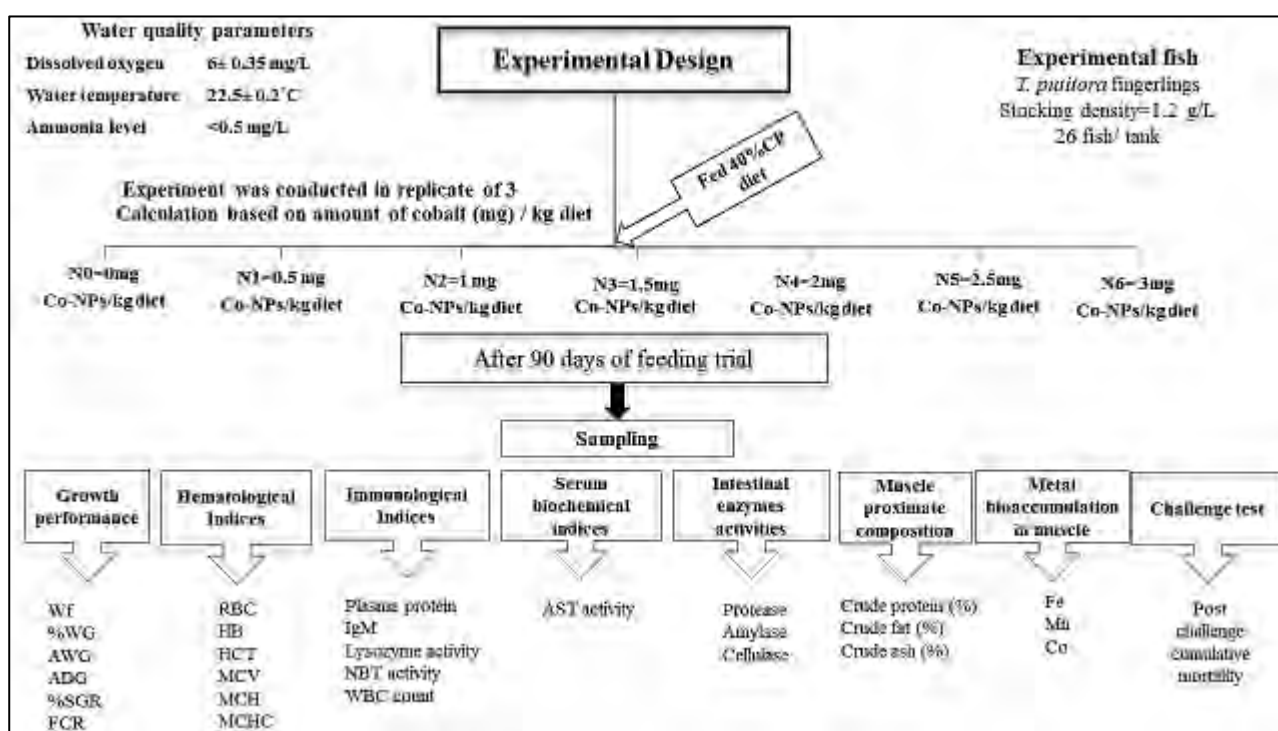 Water quality parameters
Dissolved oxygen 6± 0.35 mg/L
Water temperature 22.5± 0.2°C
Ammonia level <0.5 mg/L
Experimental Design
Experimental fish
T. putitora fingerlings
Stocking density=1.2 g/L
26 fish/ tank
Fed 40%CP
diet
Experiment was conducted in replicate of 3
Calculation based on amount of cobalt (mg) / kg diet
N0=0mg
Co-NPs/kg diet
N1=0.5 mg
Co-NPs/kg diet
N2=1 mg
Co-NPs/kg diet
N3=1.5mg
Co-NPs/kg diet
N4=2mg
Co-NPs/kg diet
N5=2.5mg
Co-NPs/kg diet
N6=3mg
Co-NPs/kg diet
After 90 days of feeding trial
Sampling
Growth
performance
Hematological
Indices
Immunological
Indices
Serum
biochemical
indices
Intestinal
enzymes
activities
Muscle
proximate
composition
Metal
bioaccumulation
in muscle
Challenge test
Wf
%WG
AWG
ADG
%SGR
FCR
RBC
HB
HCT
MCV
MCH
MCHC
Plasma protein
IgM
Lysozyme activity
NBT activity
WBC count
AST activity
Protease
Amylase
Cellulase
Crude protein (%)
Crude fat (%)
Crude ash (%)
Fe
Mn
Co
Post
challenge
cumulative
mortality